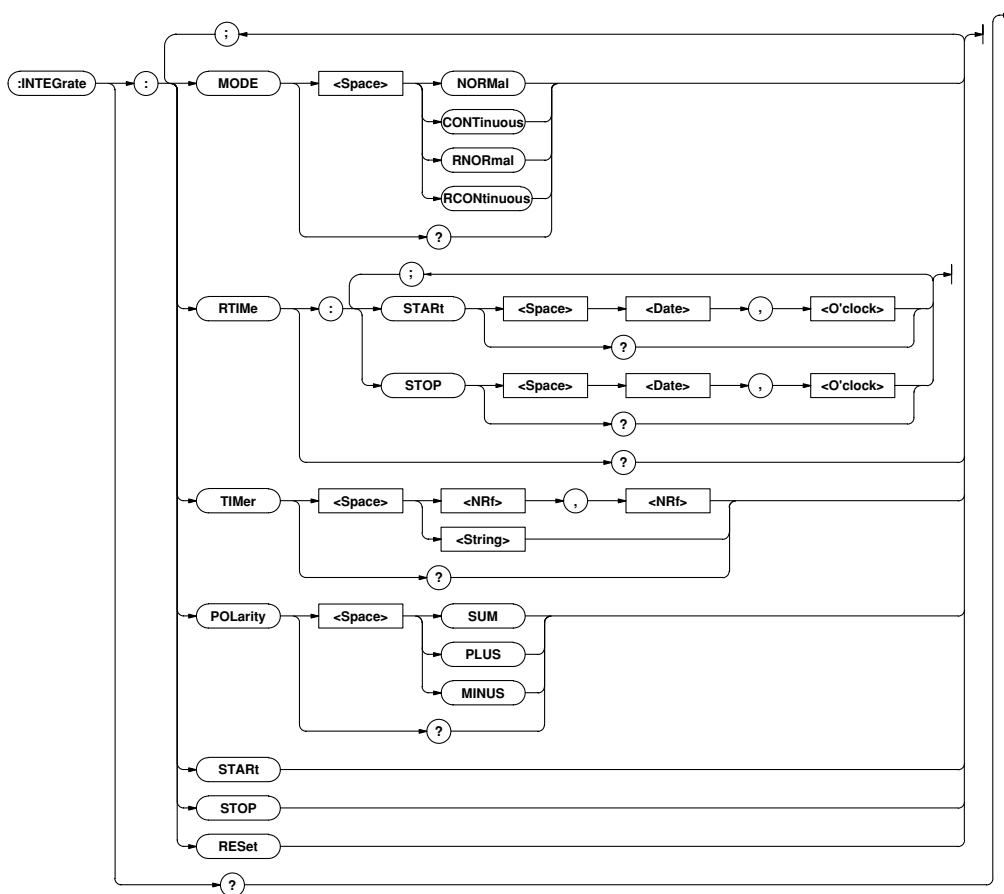 ;
:INTEGrate : MODE <Space> NORMal
CONTinuous
RNORmal
RCONtinuous
?
;
RTIMe : STARt <Space> <Date> , <O'clock>
?
STOP <Space> <Date> , <O'clock>
?
?
TIMer <Space> <NRf> , <NRf>
<String>
?
POLarity <Space> SUM
PLUS
MINUS
?
STARt
STOP
RESet
?